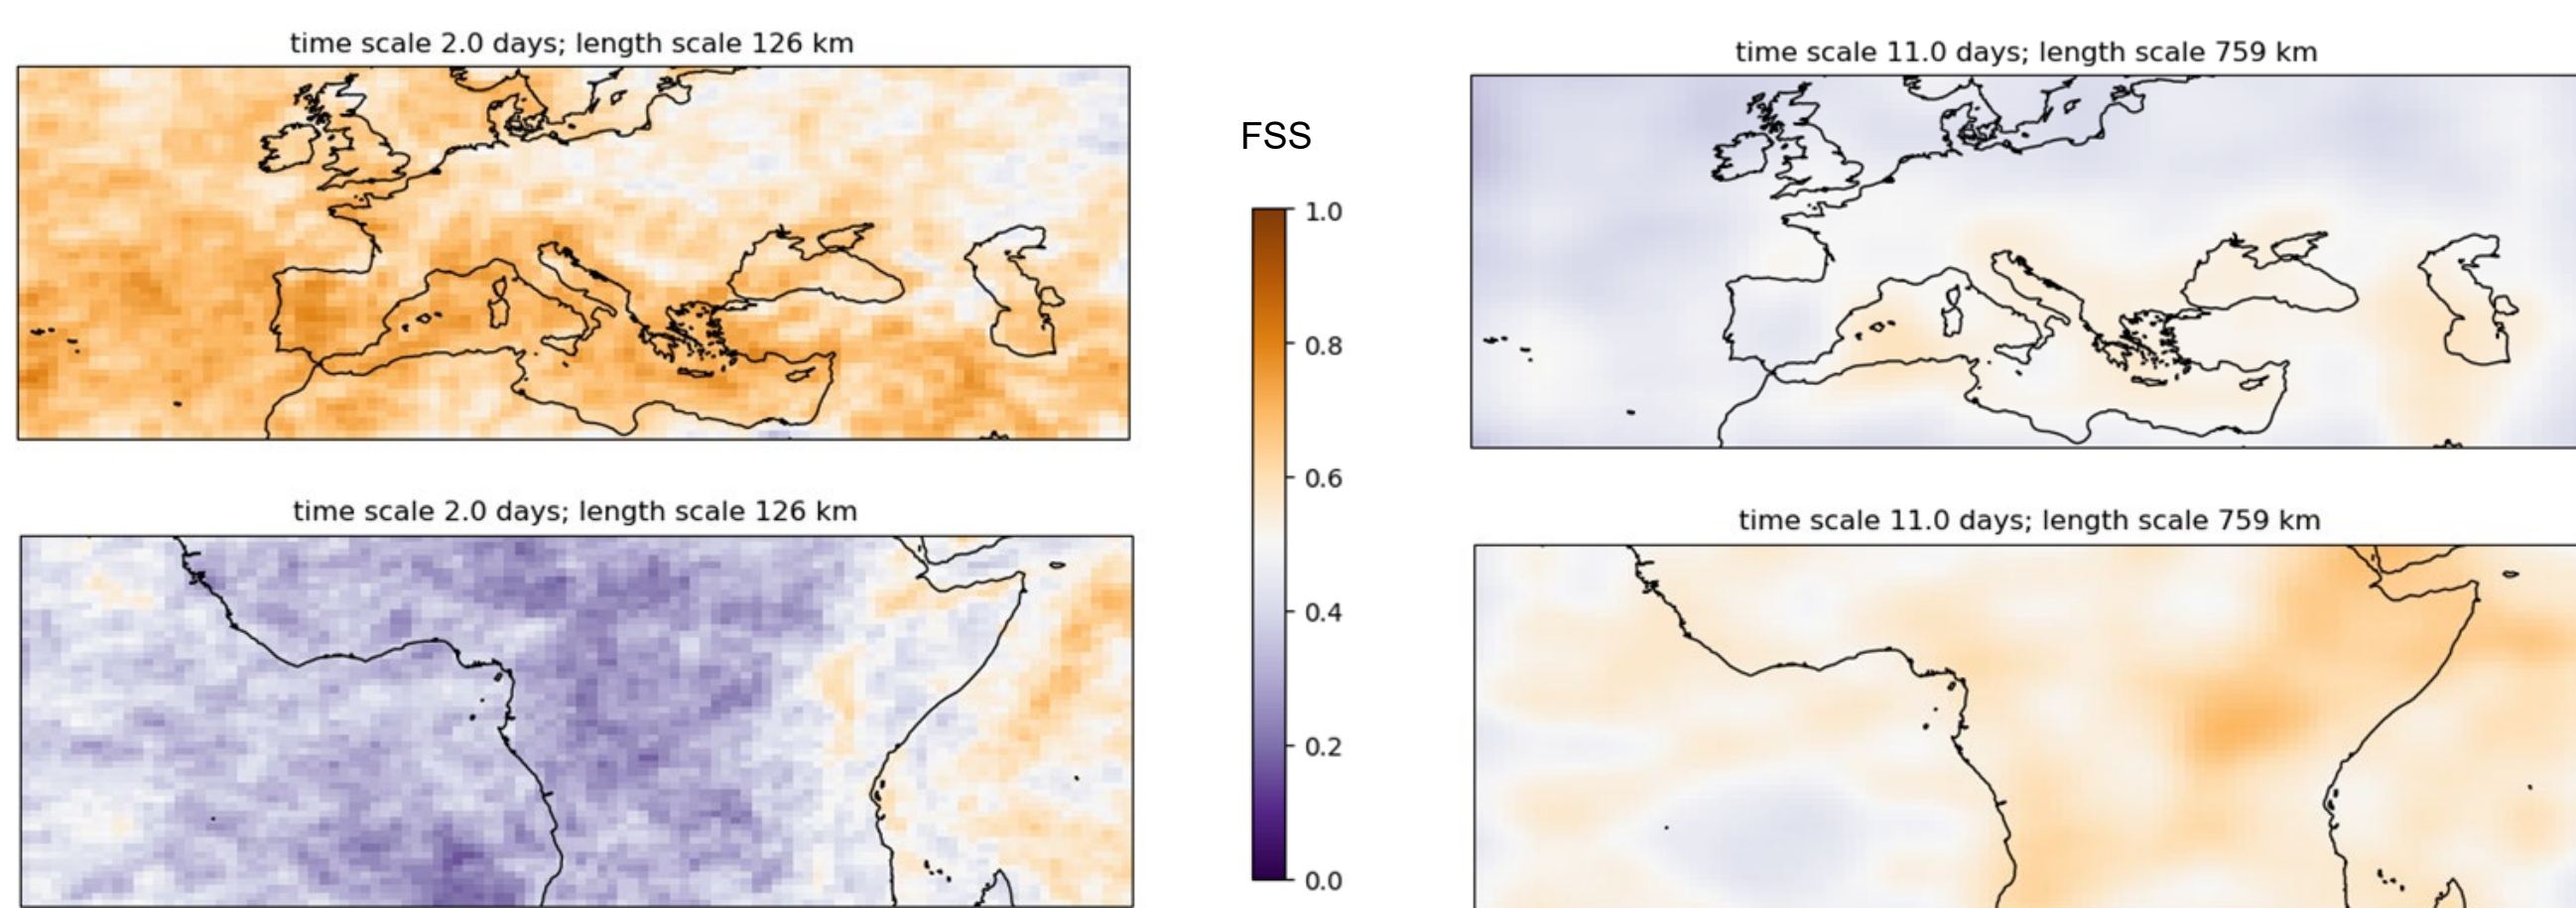 time scale 2.0 days; length scale 126 km
time scale 11.0 days; length scale 759 km
FSS
1.0
0.8
0.6
0.4
0.2
0.0
time scale 2.0 days; length scale 126 km
time scale 11.0 days; length scale 759 km